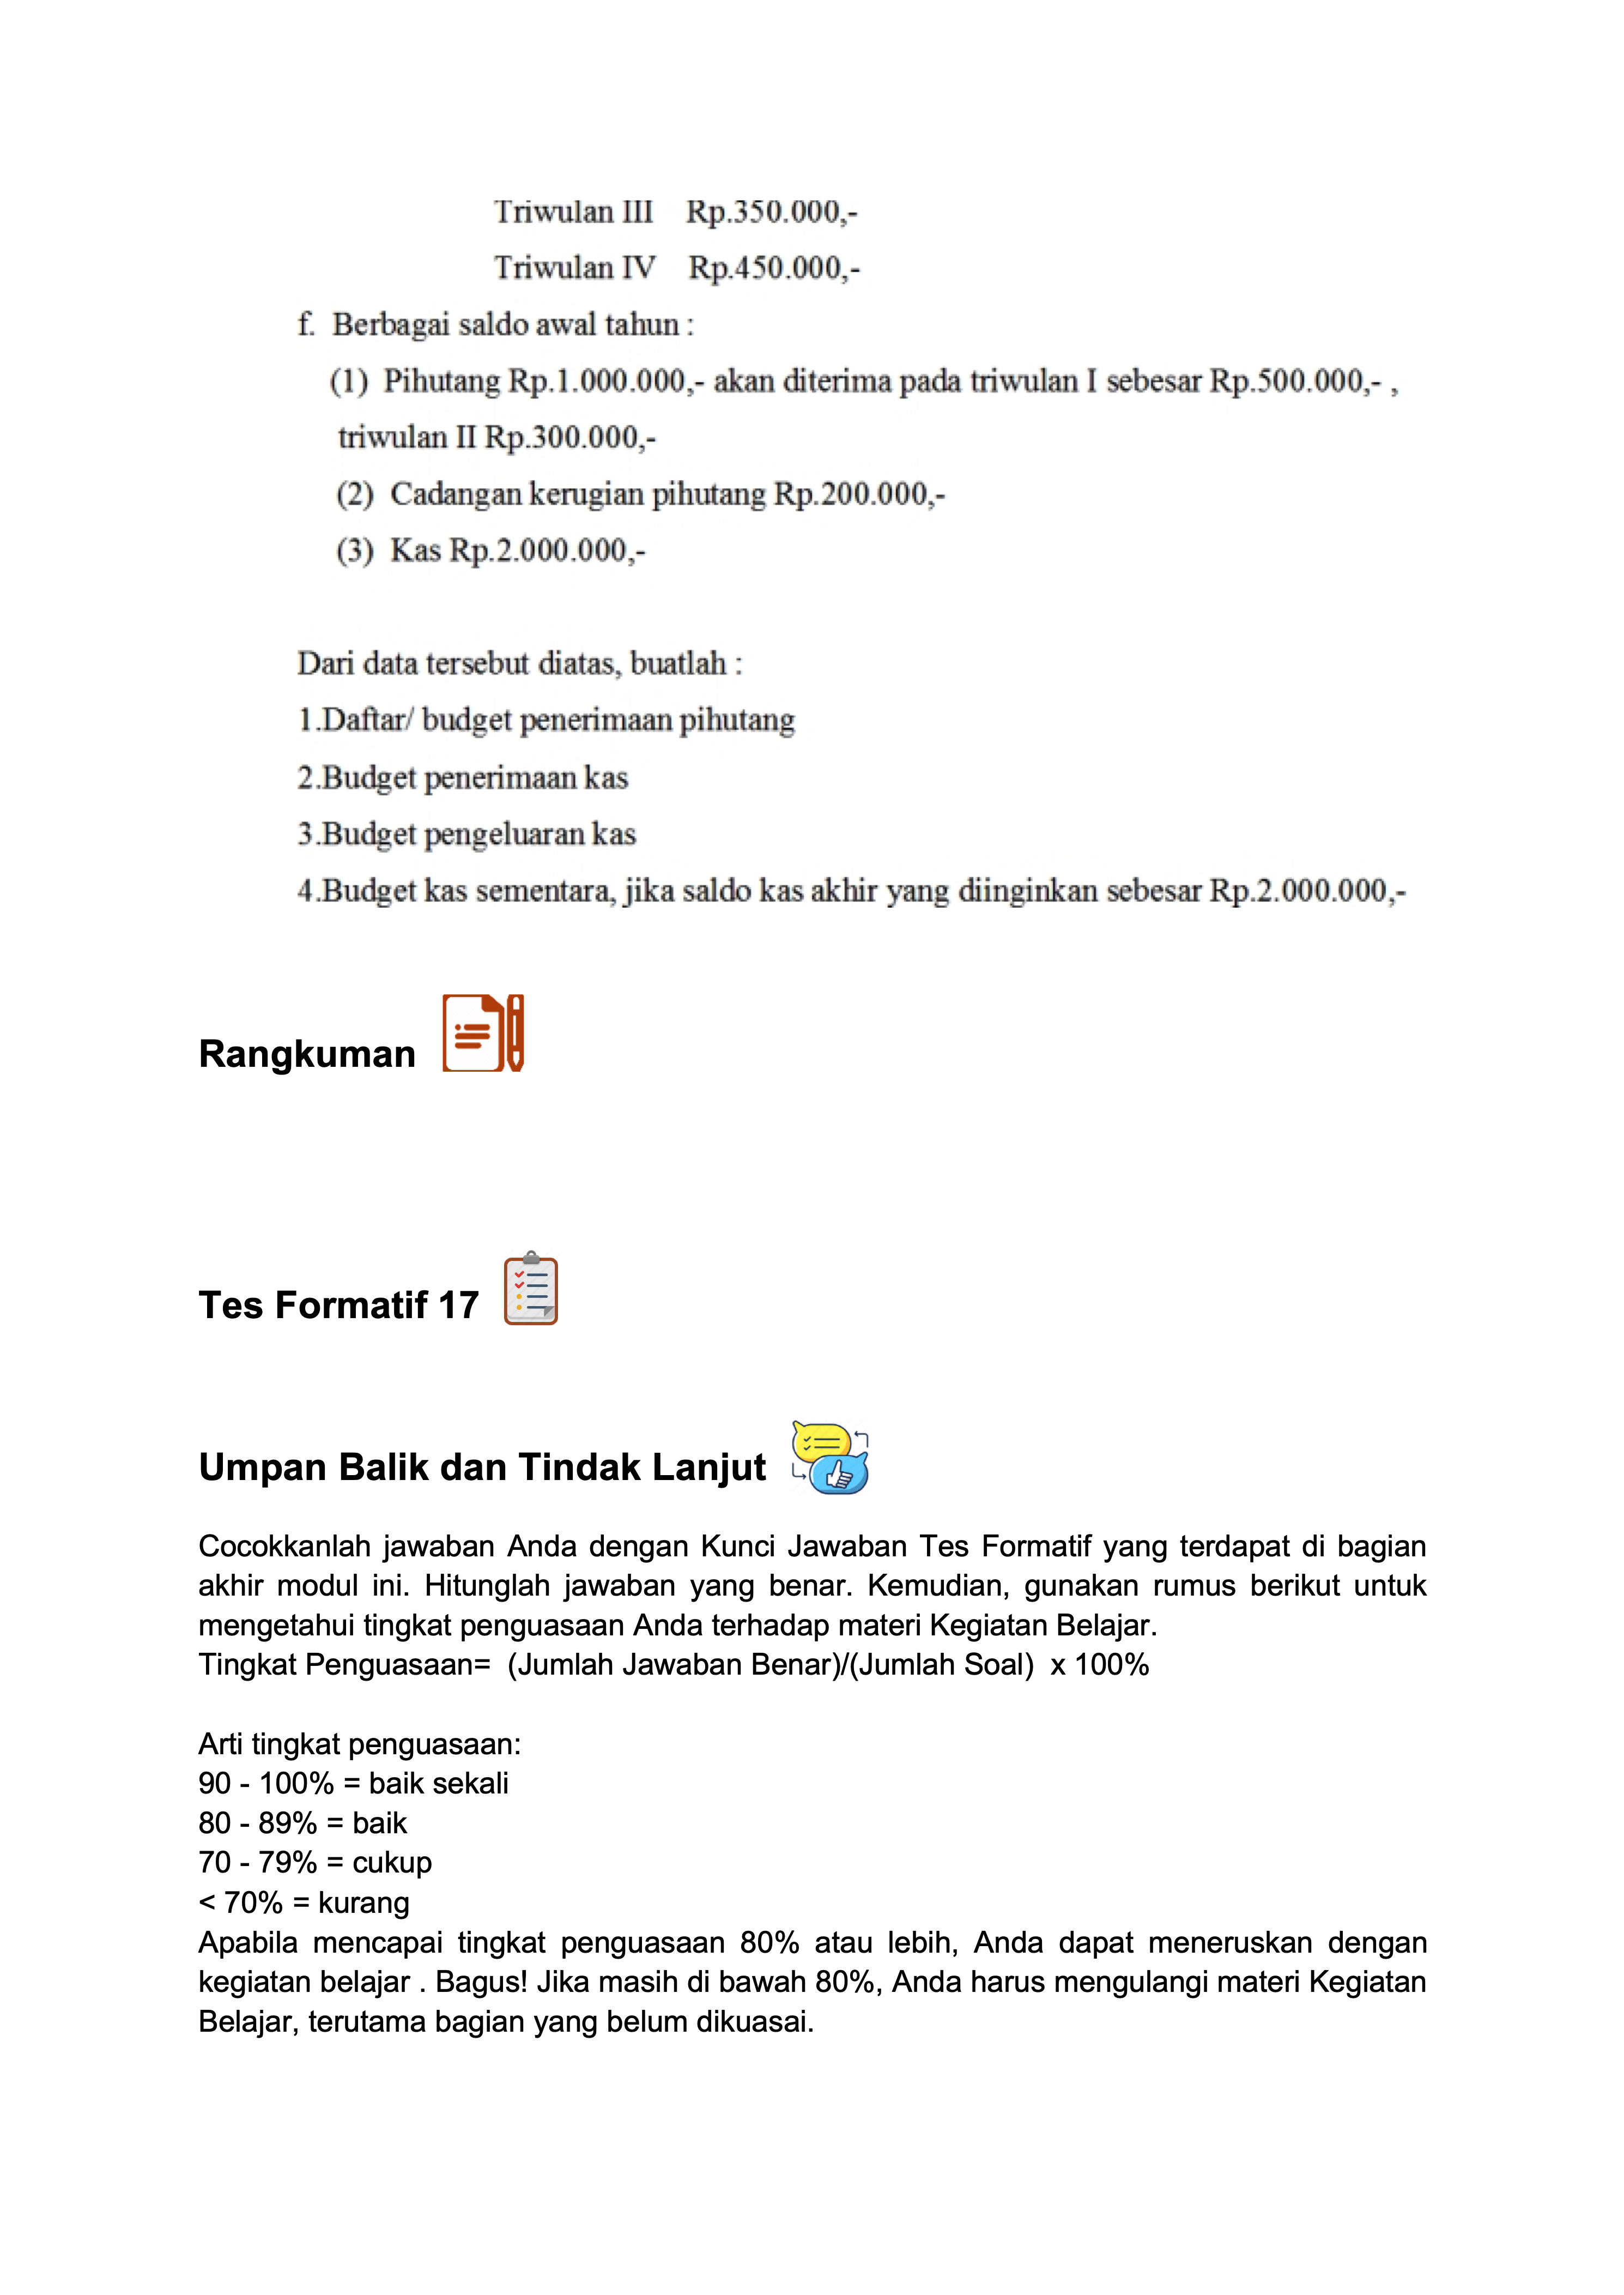 Triwulan III Rp.350.000,-
Triwulan IV Rp.450.000,-
f. Berbagai saldo awal tahun :
(1) Pihutang Rp.1.000.000,- akan diterima pada triwulan I sebesar Rp.500.000,- ,
triwulan II Rp.300.000,-
(2) Cadangan kerugian pihutang Rp.200.000,-
(3) Kas Rp.2.000.000,-
Dari data tersebut diatas, buatlah :
1.Daftar/ budget penerimaan pihutang
2.Budget penerimaan kas
3.Budget pengeluaran kas
4.Budget kas sementara, jika saldo kas akhir yang diinginkan sebesar Rp.2.000.000,-
Rangkuman
Tes Formatif 17
Umpan Balik dan Tindak Lanjut
Cocokkanlah jawaban Anda dengan Kunci Jawaban Tes Formatif yang terdapat di bagian
akhir modul ini. Hitunglah jawaban yang benar. Kemudian, gunakan rumus berikut untuk
mengetahui tingkat penguasaan Anda terhadap materi Kegiatan Belajar.
Tingkat Penguasaan= (Jumlah Jawaban Benar)/(Jumlah Soal) x 100%
Arti tingkat penguasaan:
90 - 100% = baik sekali
80 - 89% = baik
70 - 79% = cukup
< 70% = kurang
Apabila mencapai tingkat penguasaan 80% atau lebih, Anda dapat meneruskan dengan
kegiatan belajar . Bagus! Jika masih di bawah 80%, Anda harus mengulangi materi Kegiatan
Belajar, terutama bagian yang belum dikuasai.